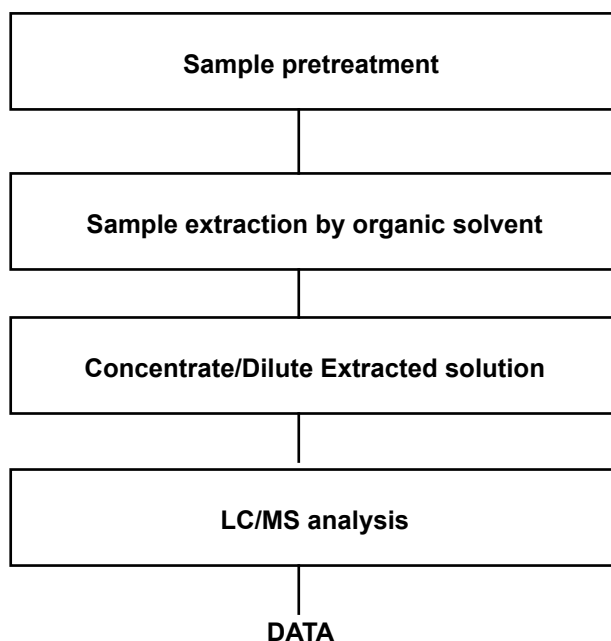 Sample pretreatment
Sample extraction by organic solvent
Concentrate/Dilute Extracted solution
LC/MS analysis
DATA